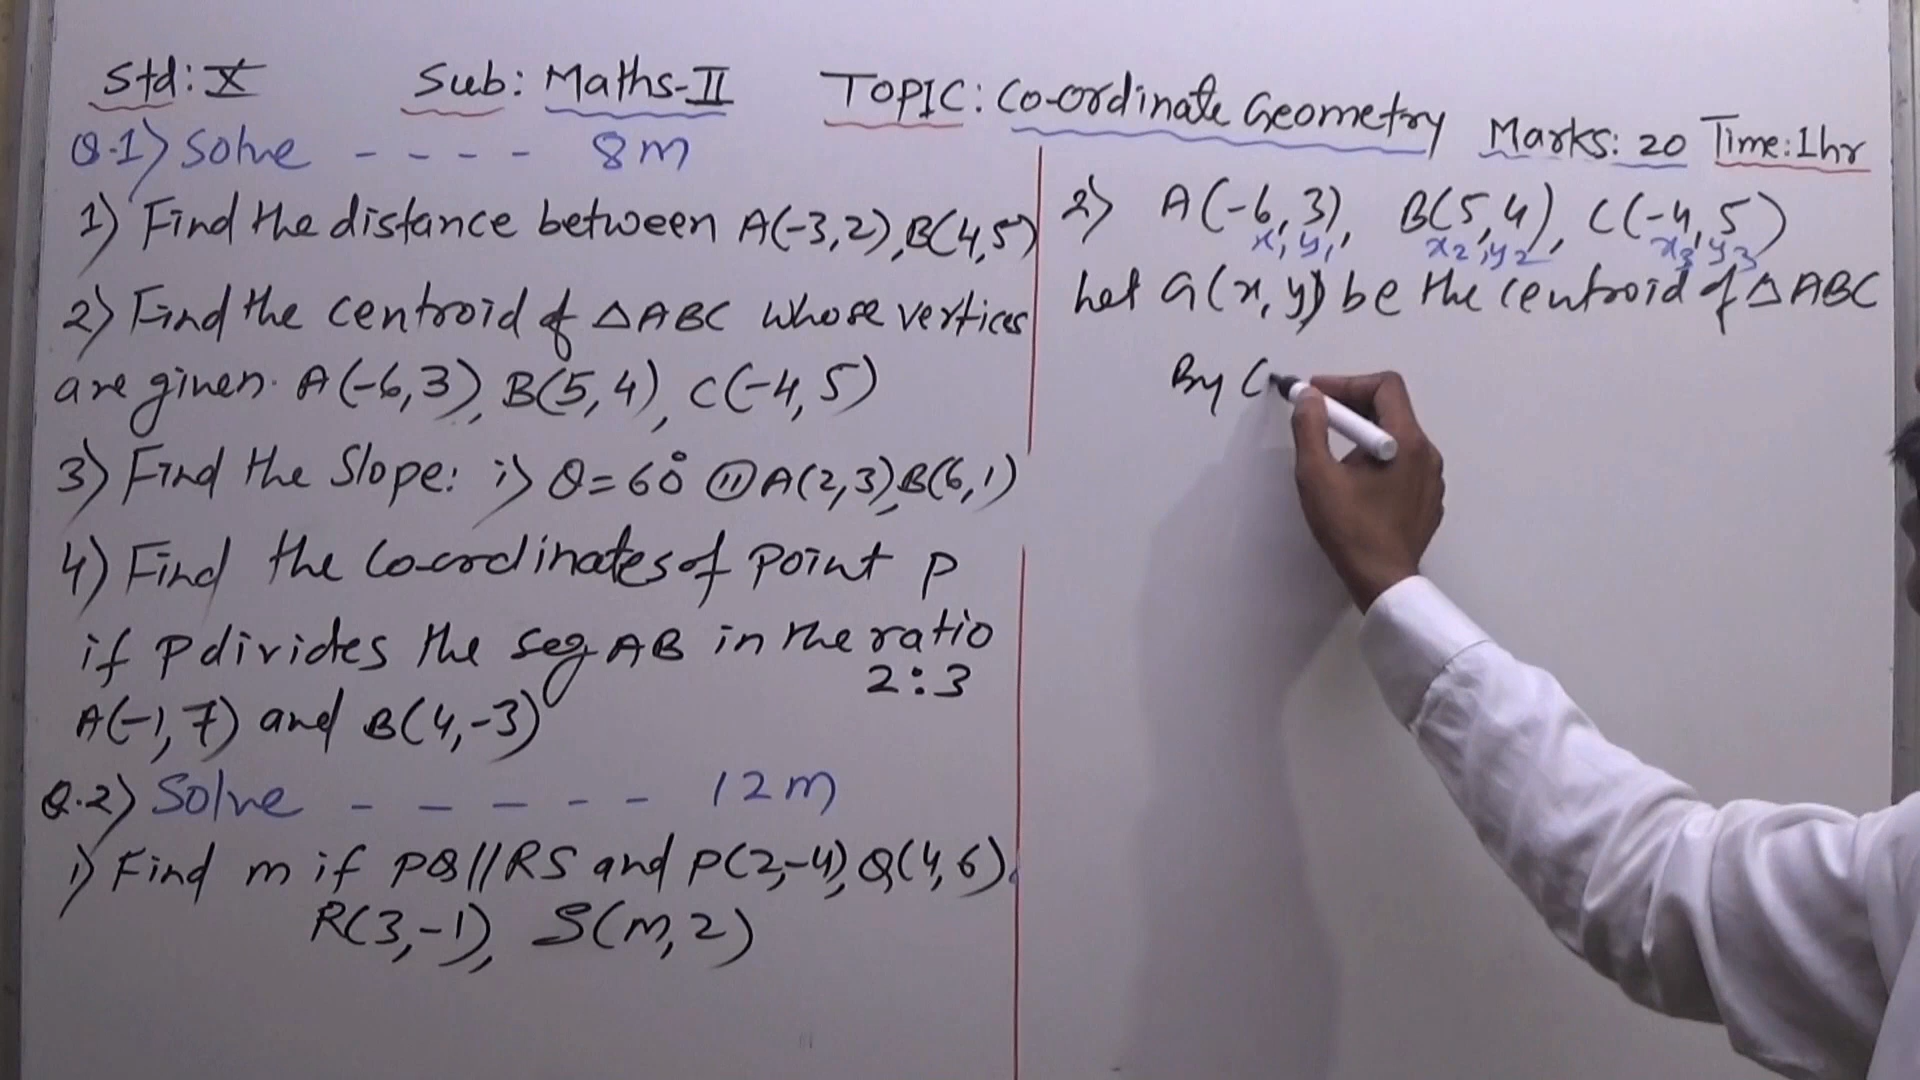 Std: X Sub: Maths-II TOPIC: Co-ordinate Geometry Marks: 20 Time: 1hr
Q.1) Solve - - - - 8m
1) Find the distance between A(-3,2), B(4,5)
2) Find the centroid of △ABC whose vertices
are given. A(-6,3), B(5,4), C(-4,5)
3) Find the Slope: i) θ=60° ⓘⓘ A(2,3), B(6,1)
4) Find the Co-ordinates of point P
if P divides the seg AB in the ratio
2:3
A(-1,7) and B(4,-3)
Q.2) Solve - - - - - 12m
i) Find m if PQ//RS and P(2,-4), Q(4,6).
R(3,-1), S(m,2)
2) A(-6,3), B(5,4), C(-4,5)
x1,y1 x2,y2 x3,y3
Let G(x,y) be the centroid of △ABC
By C